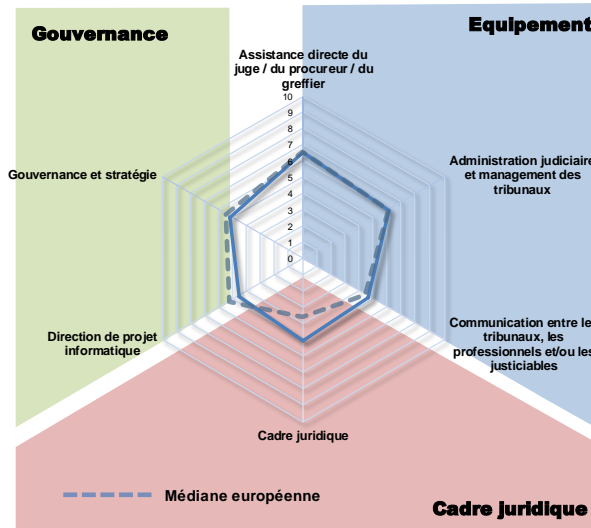 Gouvernance
Equipement
Assistance directe du
juge / du procureur / du
greffier
10
9
8
7
6
5
4
3
2
1
0
Gouvernance et stratégie
Administration judiciaire
et management des
tribunaux
Direction de projet
informatique
Communication entre le
tribunaux, les
professionnels et/ou les
justiciables
Cadre juridique
Médiane européenne
Cadre juridique